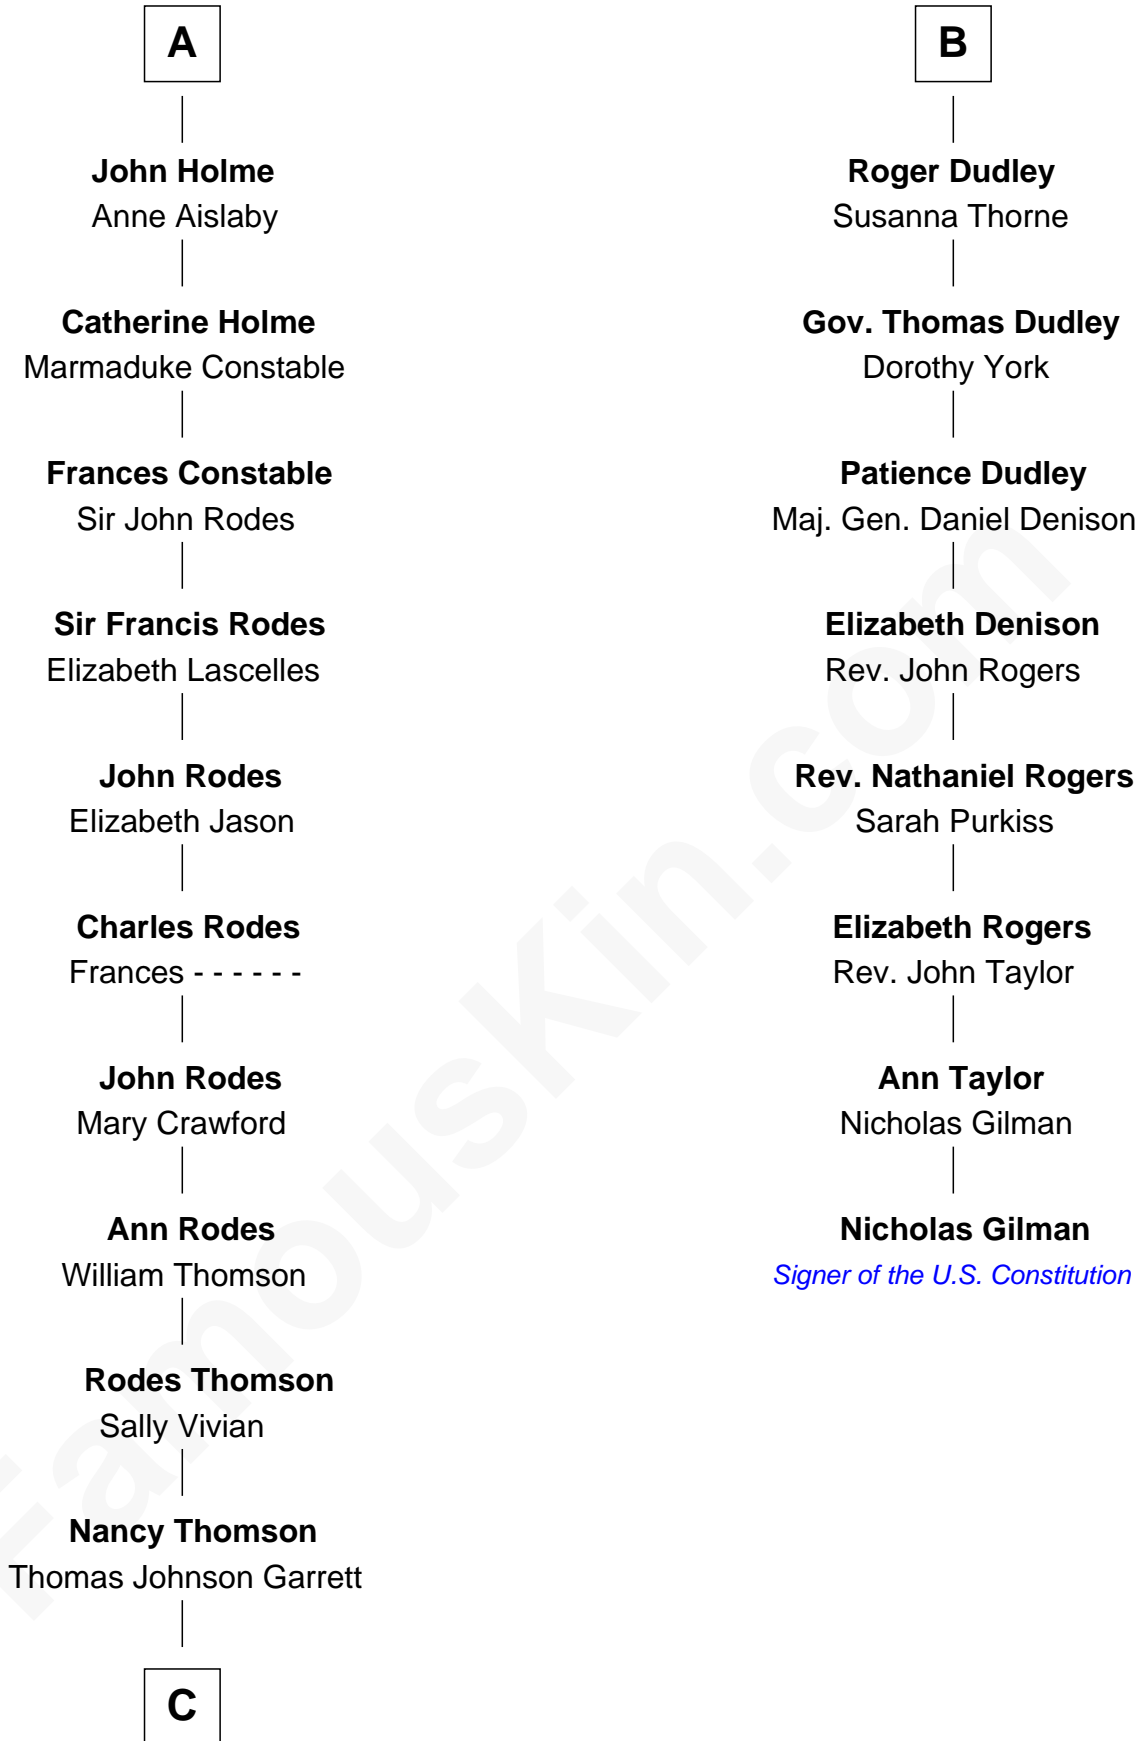 A
John Holme
Anne Aislaby
Catherine Holme
Marmaduke Constable
Frances Constable
Sir John Rodes
Sir Francis Rodes
Elizabeth Lascelles
John Rodes
Elizabeth Jason
Charles Rodes
Frances - - - - - -
John Rodes
Mary Crawford
Ann Rodes
William Thomson
Rodes Thomson
Sally Vivian
Nancy Thomson
Thomas Johnson Garrett
C
B
Roger Dudley
Susanna Thorne
Gov. Thomas Dudley
Dorothy York
Patience Dudley
Maj. Gen. Daniel Denison
Elizabeth Denison
Rev. John Rogers
Rev. Nathaniel Rogers
Sarah Purkiss
Elizabeth Rogers
Rev. John Taylor
Ann Taylor
Nicholas Gilman
Nicholas Gilman
Signer of the U.S. Constitution
FamousKin.com